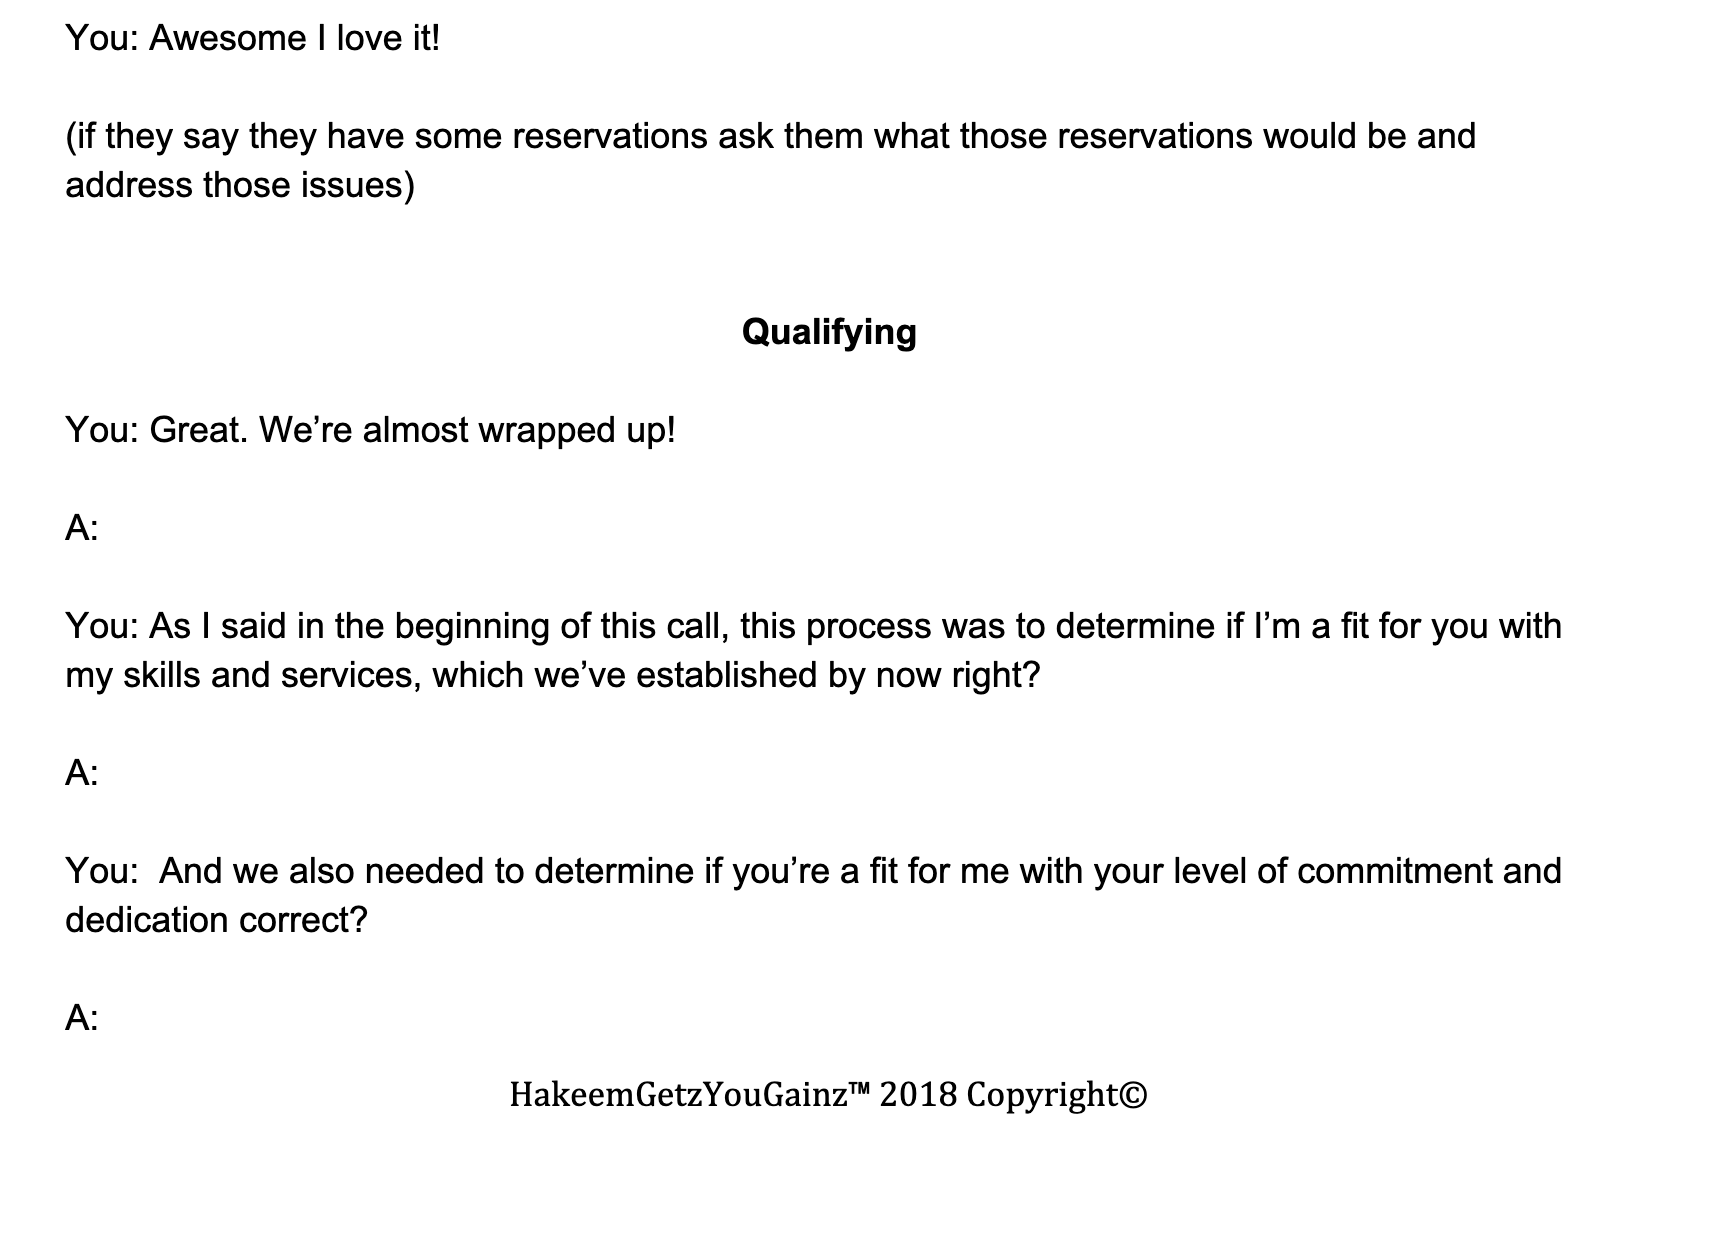 You: Awesome I love it!
(if they say they have some reservations ask them what those reservations would be and
address those issues)
Qualifying
You: Great. We’re almost wrapped up!
A:
You: As I said in the beginning of this call, this process was to determine if I’m a fit for you with
my skills and services, which we’ve established by now right?
A:
You:  And we also needed to determine if you’re a fit for me with your level of commitment and
dedication correct?
A:
HakeemGetzYouGainz™ 2018 Copyright©